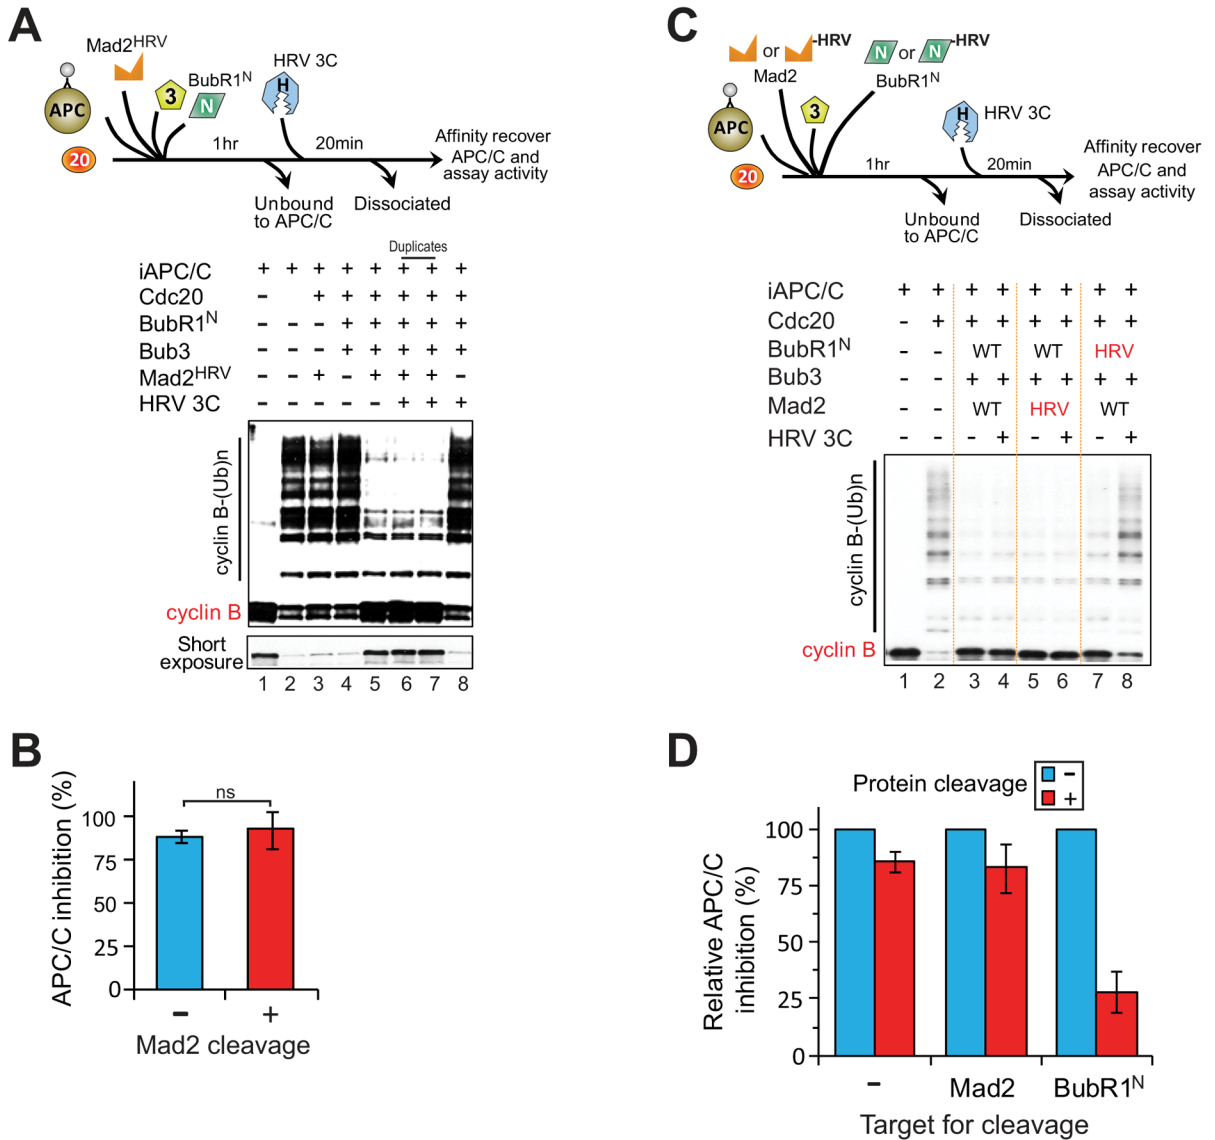 A
Mad2HRV
BubR1N
HRV 3C
APC
3
N
H
20
1hr
20min
Affinity recover
APC/C and
assay activity
Unbound
to APC/C
Dissociated
Duplicates
iAPC/C + + + + + + + +
Cdc20 – + + + + + +
BubR1N – – – + + + + +
Bub3 – – – + + + + +
Mad2HRV – – + – + + + –
HRV 3C – – – – – + + +
cyclin B-(Ub)n
cyclin B
Short
exposure
1 2 3 4 5 6 7 8
B
APC/C inhibition (%)
ns
100
75
50
25
0
– +
Mad2 cleavage
C
or -HRV
N or N -HRV
Mad2
BubR1N
APC
3
H
HRV 3C
20
1hr
20min
Affinity recover
APC/C and
assay activity
Unbound
to APC/C
Dissociated
iAPC/C + + + + + + + +
Cdc20 - + + + + + + +
BubR1N - - WT WT HRV
Bub3 - - + + + + + +
Mad2 - - WT HRV WT
HRV 3C - - - + - + - +
cyclin B-(Ub)n
cyclin B
1 2 3 4 5 6 7 8
D
Protein cleavage
–
+
Relative APC/C
inhibition (%)
100
75
50
25
0
– Mad2 BubR1N
Target for cleavage